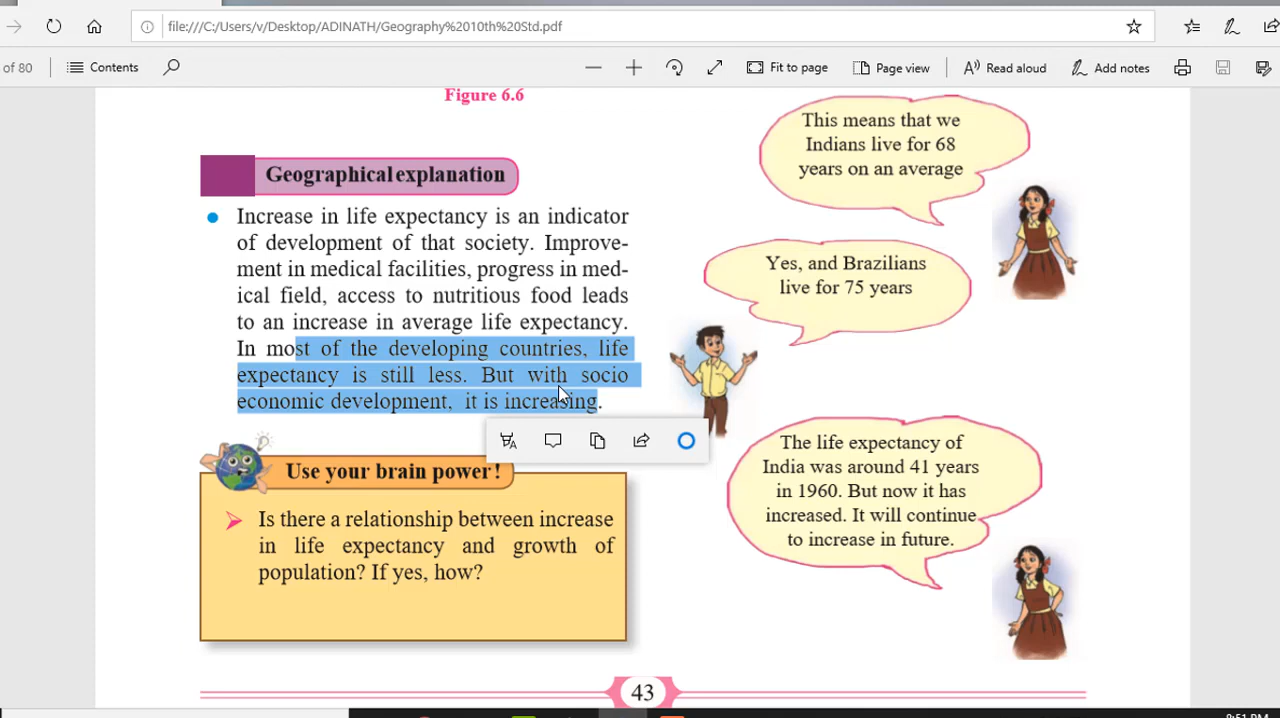 file:///C:/Users/v/Desktop/ADINATH/Geography%2010th%20Std.pdf
of 80
Contents
Fit to page
Page view
Read aloud
Add notes
Figure 6.6
Geographical explanation
Increase in life expectancy is an indicator
of development of that society. Improve-
ment in medical facilities, progress in med-
ical field, access to nutritious food leads
to an increase in average life expectancy.
In most of the developing countries, life
expectancy is still less. But with socio
economic development, it is increasing.
Use your brain power!
Is there a relationship between increase
in life expectancy and growth of
population? If yes, how?
This means that we
Indians live for 68
years on an average
Yes, and Brazilians
live for 75 years
The life expectancy of
India was around 41 years
in 1960. But now it has
increased. It will continue
to increase in future.
43
8:51 PM